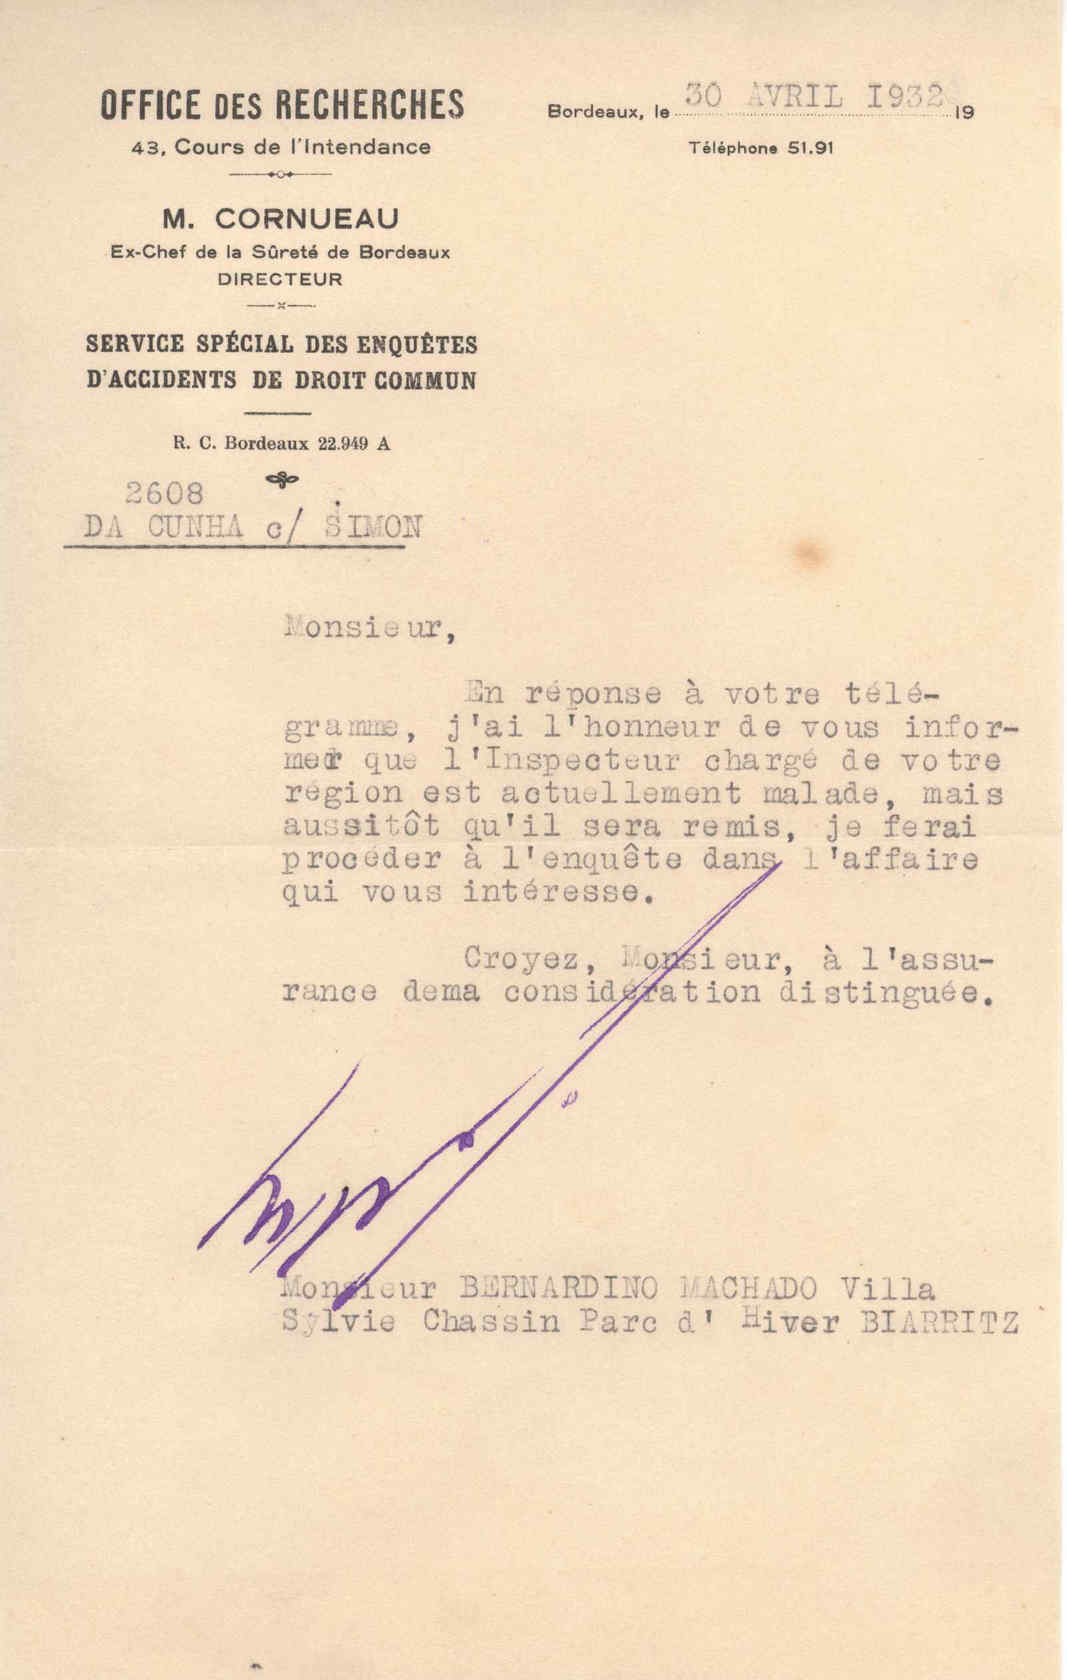 OFFICE DES RECHERCHES
43, Cours de l'Intendance
M. CORNUEAU
Ex-Chef de la Sûreté de Bordeaux
DIRECTEUR
SERVICE SPÉCIAL DES ENQUÊTES
D'ACCIDENTS DE DROIT COMMUN
R. C. Bordeaux 22.949 A
Bordeaux, le 30 AVRIL 1932 19
Téléphone 51.91
2608
DA CUNHA c/ SIMON
Monsieur,
En réponse à votre télé-
gramme, j'ai l'honneur de vous infor-
mer que l'Inspecteur chargé de votre
région est actuellement malade, mais
aussitôt qu'il sera remis, je ferai
procéder à l'enquête dans l'affaire
qui vous intéresse.
Croyez, Monsieur, à l'assu-
rance dema considération distinguée.
Monsieur BERNARDINO MACHADO Villa
Sylvie Chassin Parc d' Hiver BIARRITZ